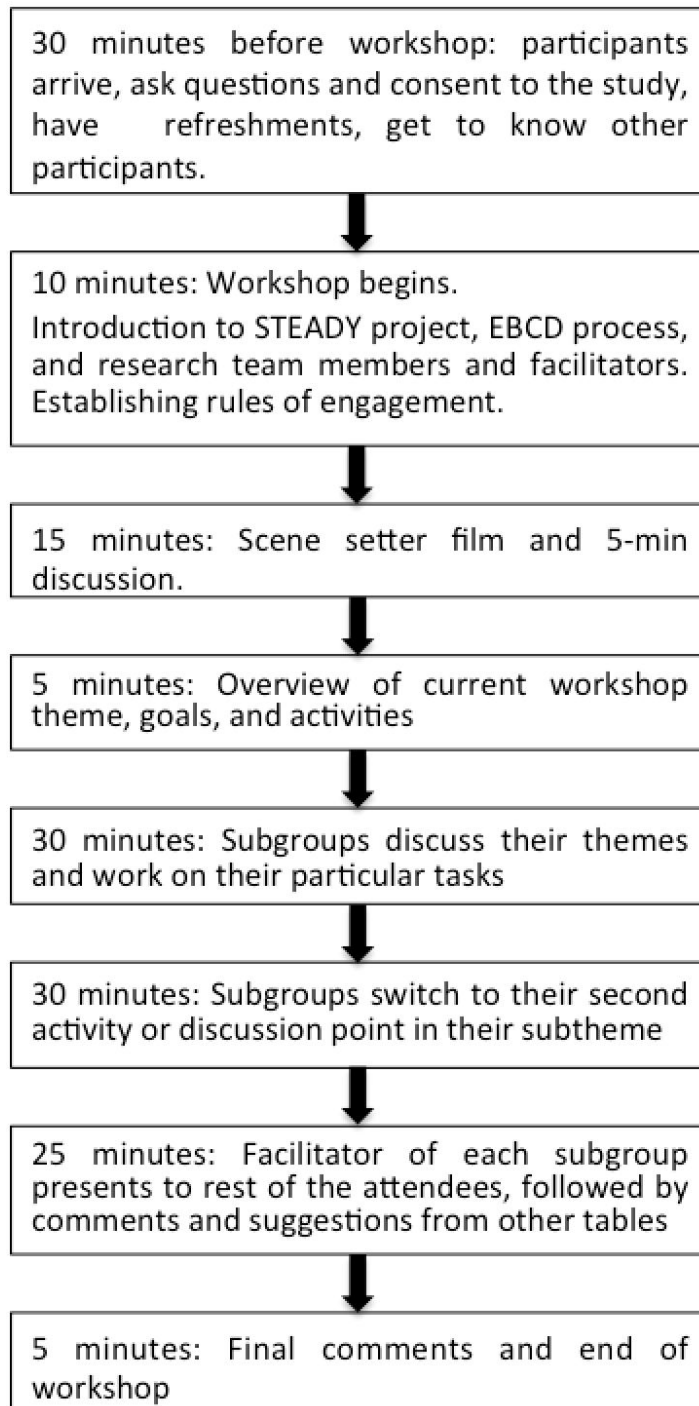 30 minutes before workshop: participants
arrive, ask questions and consent to the study,
have refreshments, get to know other
participants.
10 minutes: Workshop begins.
Introduction to STEADY project, EBCD process,
and research team members and facilitators.
Establishing rules of engagement.
15 minutes: Scene setter film and 5-min
discussion.
5 minutes: Overview of current workshop
theme, goals, and activities
30 minutes: Subgroups discuss their themes
and work on their particular tasks
30 minutes: Subgroups switch to their second
activity or discussion point in their subtheme
25 minutes: Facilitator of each subgroup
presents to rest of the attendees, followed by
comments and suggestions from other tables
5 minutes: Final comments and end of
workshop